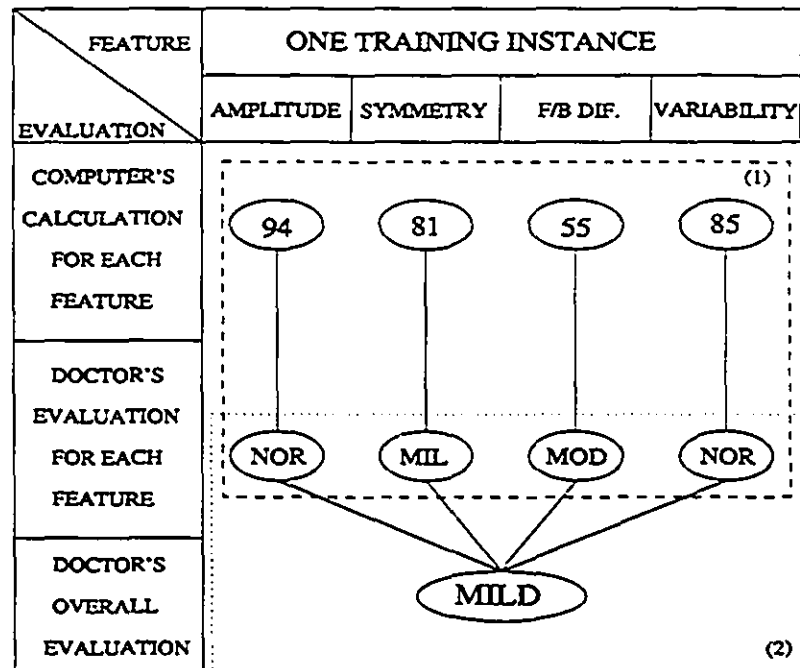 FEATURE
EVALUATION
ONE TRAINING INSTANCE
AMPLITUDE SYMMETRY F/B DIF. VARIABILITY
COMPUTER'S
CALCULATION
FOR EACH
FEATURE
(1)
94 81 55 85
DOCTOR'S
EVALUATION
FOR EACH
FEATURE
NOR MIL MOD NOR
DOCTOR'S
OVERALL
EVALUATION
MILD
(2)